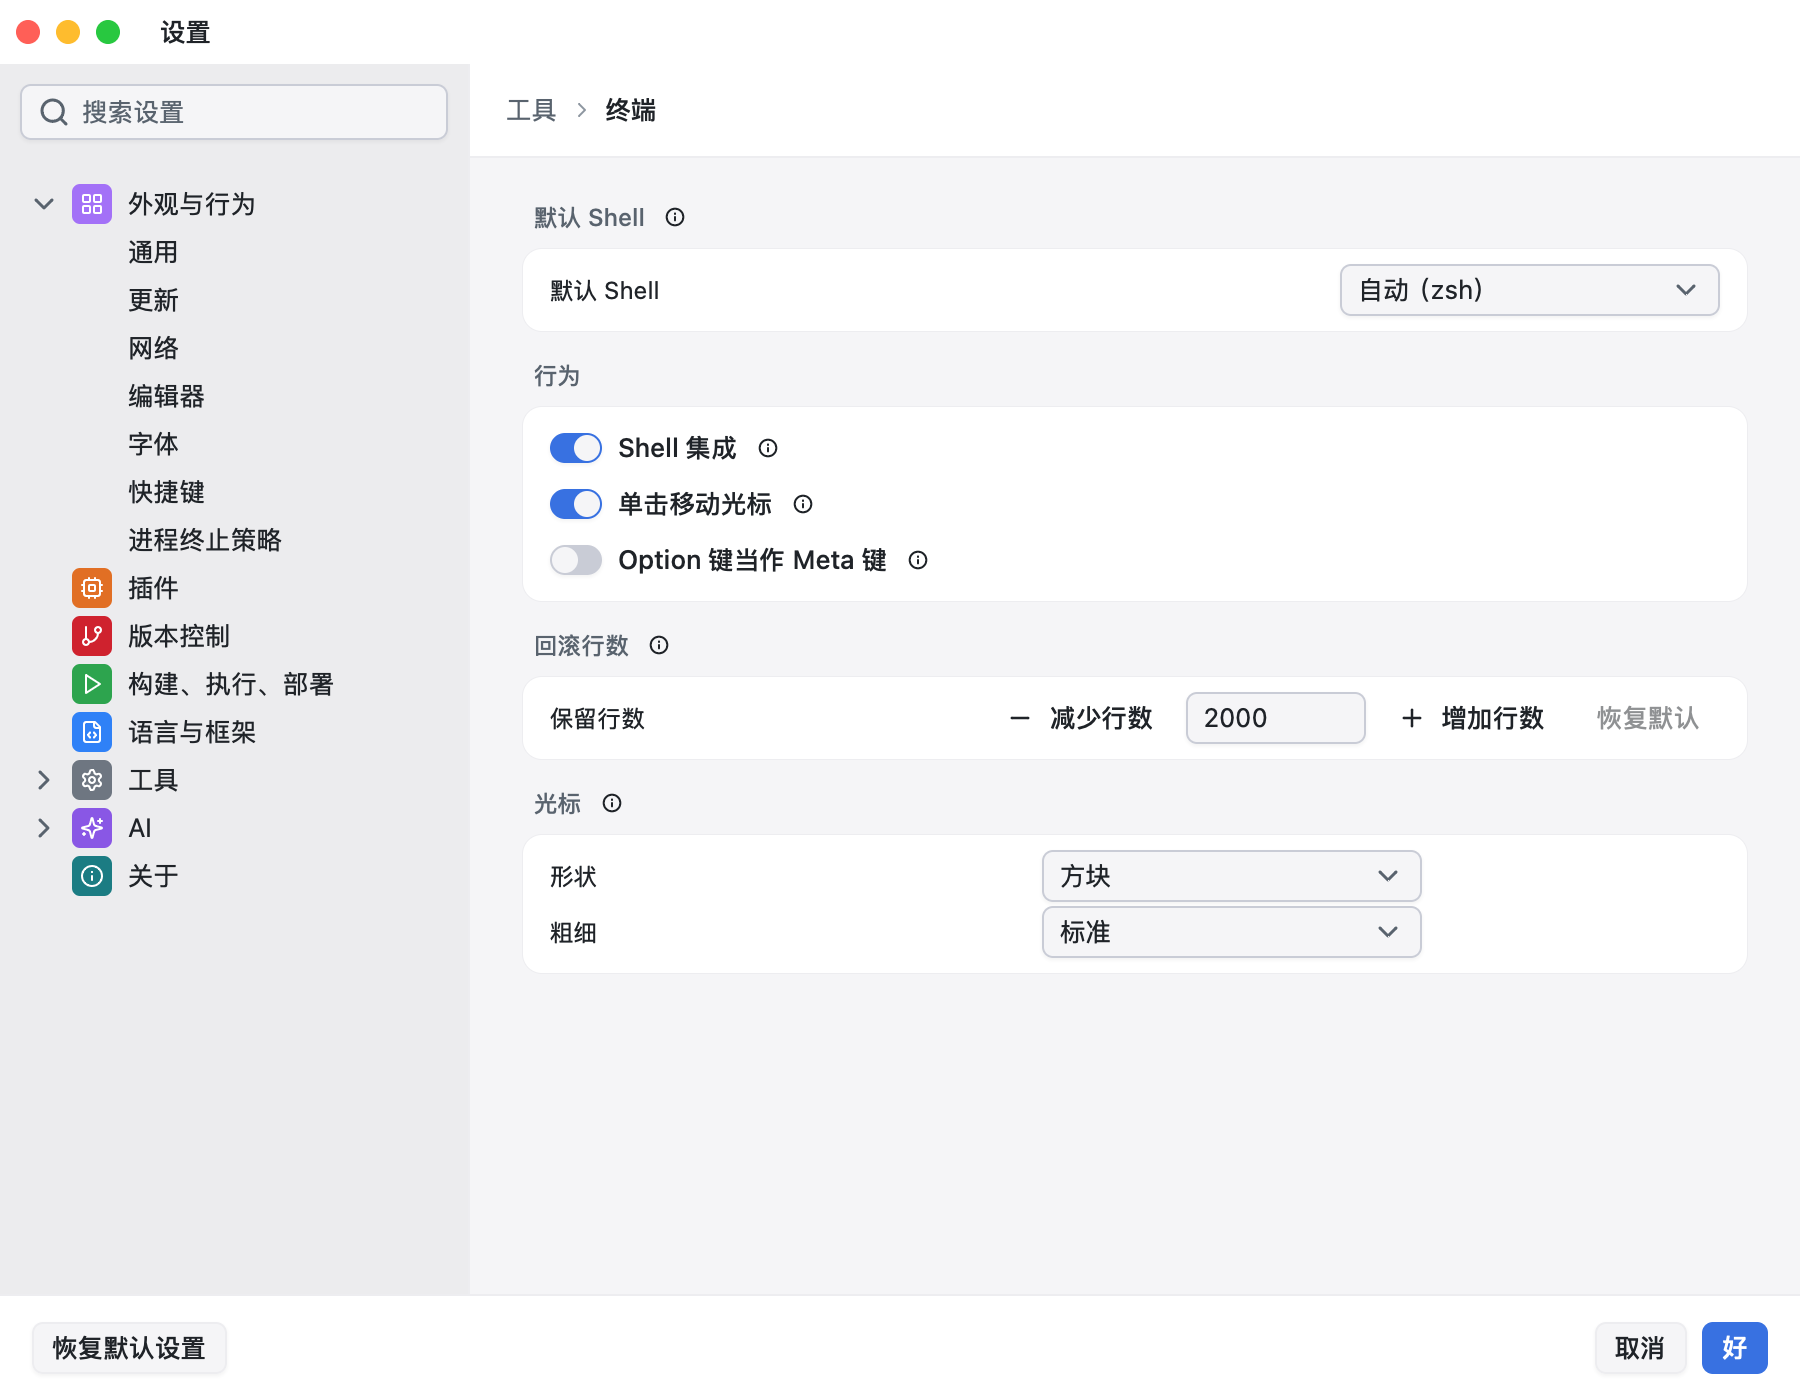 设置
搜索设置
外观与行为
通用
更新
网络
编辑器
字体
快捷键
进程终止策略
插件
版本控制
构建、执行、部署
语言与框架
工具
AI
关于
工具 > 终端
默认 Shell
默认 Shell
自动（zsh）
行为
Shell 集成
单击移动光标
Option 键当作 Meta 键
回滚行数
保留行数
减少行数
2000
增加行数
恢复默认
光标
形状
方块
粗细
标准
恢复默认设置
取消
好